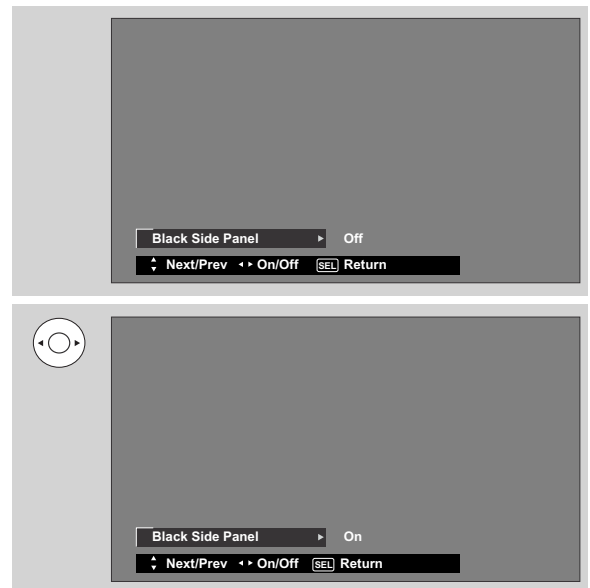 Black Side Panel ▸ Off
Next/Prev ◂▸ On/Off SEL Return
Black Side Panel ▸ On
Next/Prev ◂▸ On/Off SEL Return